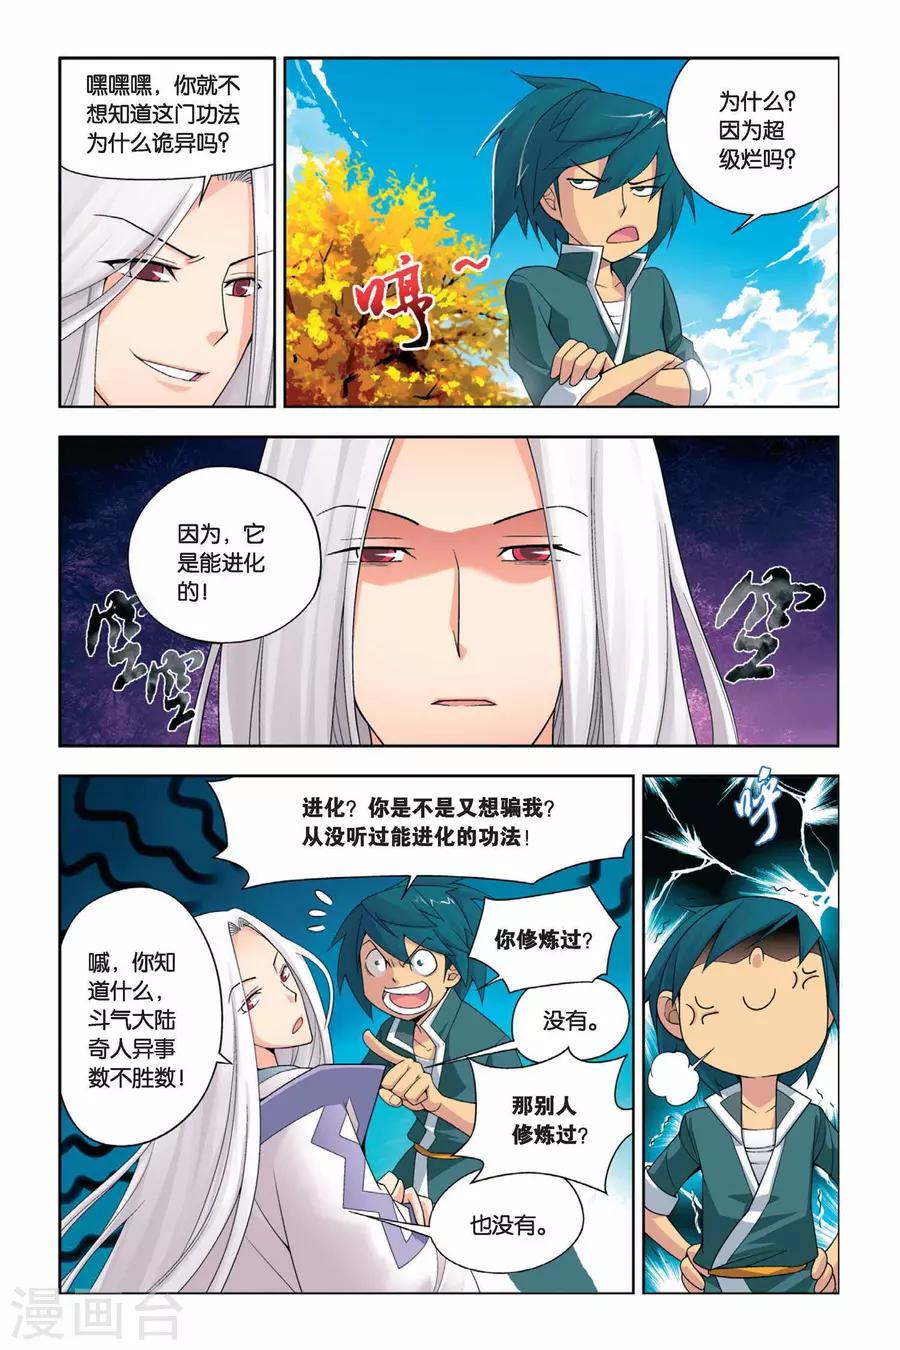 嘿嘿嘿，你就不
想知道这门功法
为什么诡异吗？
为什么？
因为超
级烂吗？
哼～
因为，它
是能进化
的！
空
空
空
进化？你是不是又想骗我？
从没听过能进化的功法！
嘁，你知
道什么，
斗气大陆
奇人异事
数不胜数！
你修炼过？
没有。
那别人
修炼过？
也没有。
哼
漫画台